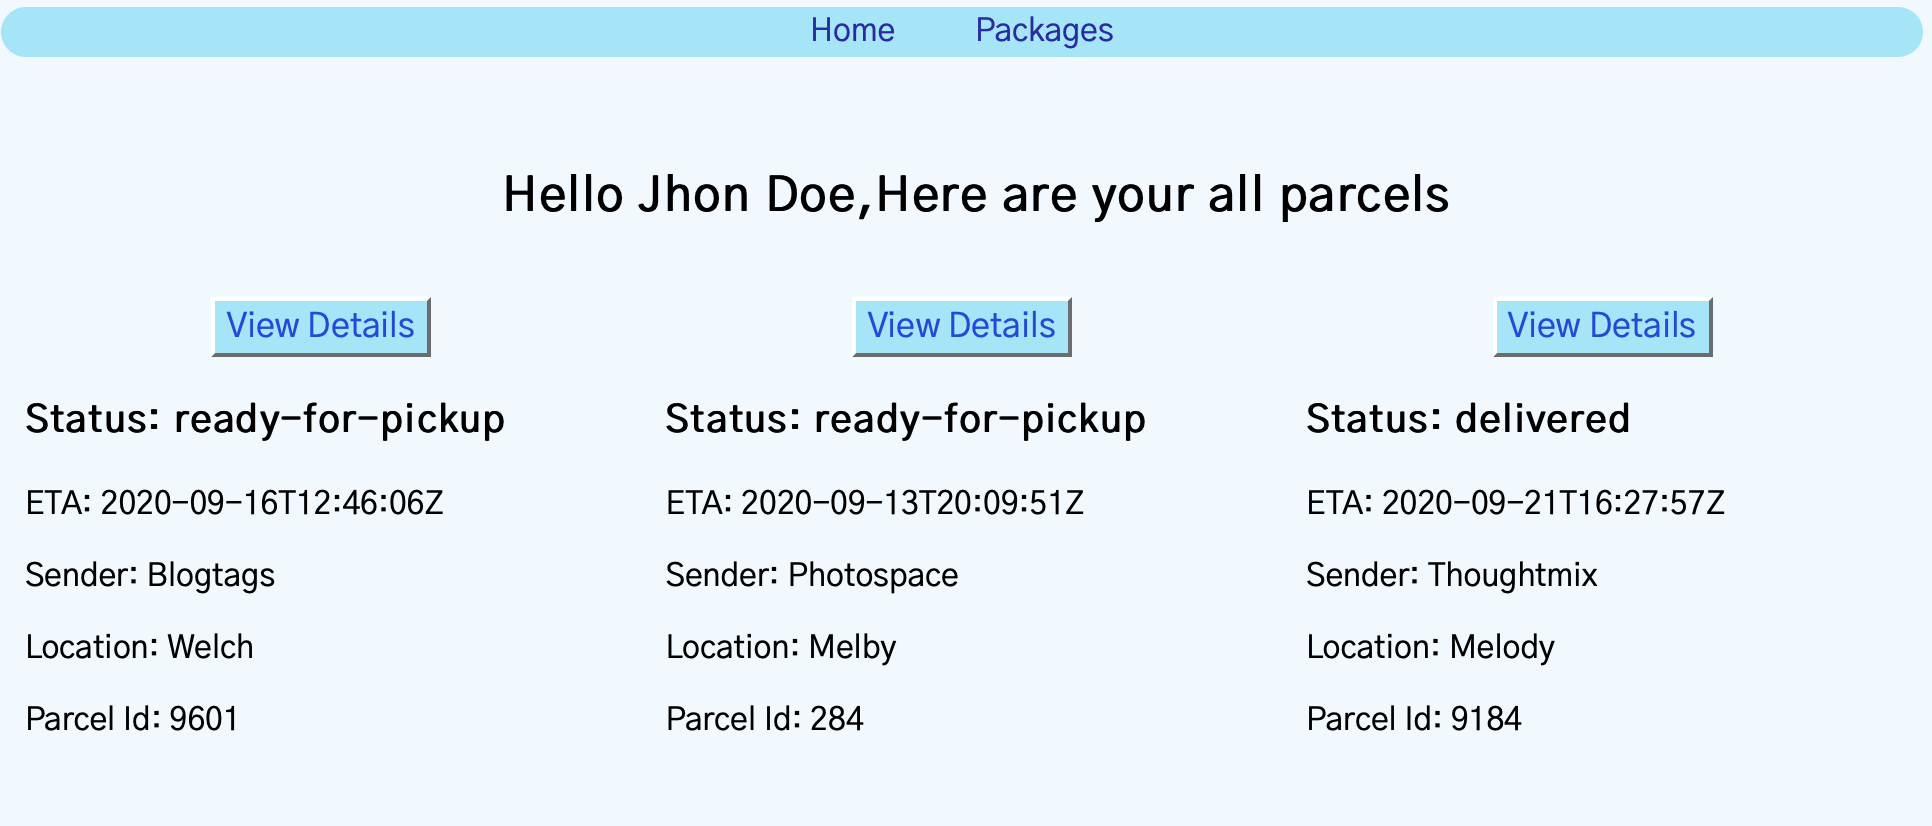 Home Packages
Hello Jhon Doe,Here are your all parcels
View Details
Status: ready-for-pickup
ETA: 2020-09-16T12:46:06Z
Sender: Blogtags
Location: Welch
Parcel Id: 9601
View Details
Status: ready-for-pickup
ETA: 2020-09-13T20:09:51Z
Sender: Photospace
Location: Melby
Parcel Id: 284
View Details
Status: delivered
ETA: 2020-09-21T16:27:57Z
Sender: Thoughtmix
Location: Melody
Parcel Id: 9184